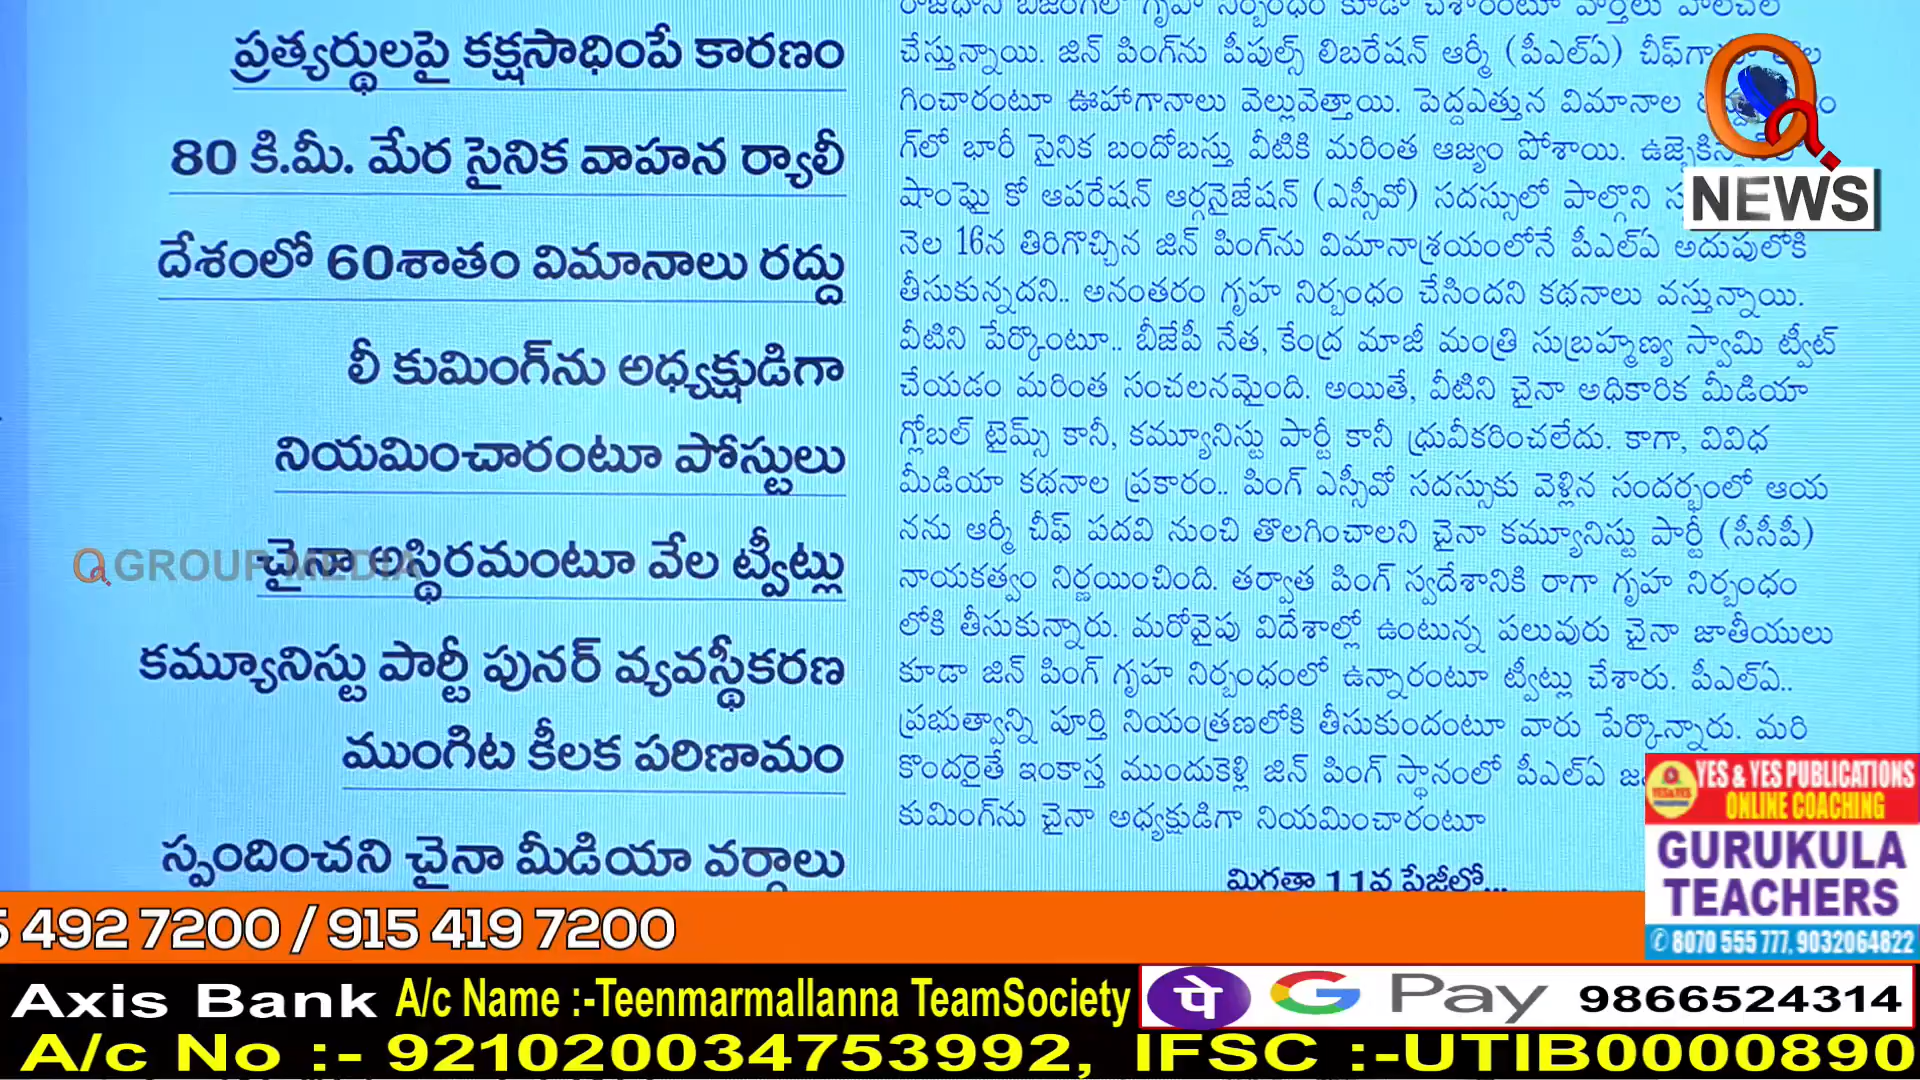 ప్రత్యర్థులపై కక్షసాధింపే కారణం
80 కి.మీ. మేర సైనిక వాహన ర్యాలీ
దేశంలో 60శాతం విమానాలు రద్దు
లీ కుమింగ్‌ను అధ్యక్షుడిగా
నియమించారంటూ పోస్టులు
చైనా అస్థిరమంటూ వేల ట్వీట్లు
కమ్యూనిస్టు పార్టీ పునర్ వ్యవస్థీకరణ
ముంగిట కీలక పరిణామం
స్పందించని చైనా మీడియా వర్గాలు
రాజధాని బీజింగ్‌లో గృహ నిర్బంధం కూడా చేశారంటూ వార్తలు హల్‌చల్
చేస్తున్నాయి. జిన్ పింగ్‌ను పీపుల్స్ లిబరేషన్ ఆర్మీ (పీఎల్ఏ) చీఫ్‌గా
గించారంటూ ఊహాగానాలు వెల్లువెత్తాయి. పెద్దఎత్తున విమానాల
గ్‌లో భారీ సైనిక బందోబస్తు వీటికి మరింత ఆజ్యం పోశాయి.
షాంఘై కో ఆపరేషన్ ఆర్గనైజేషన్ (ఎస్సీవో) సదస్సులో పాల్గొని
నెల 16న తిరిగొచ్చిన జిన్ పింగ్‌ను విమానాశ్రయంలోనే పీఎల్ఏ అదుపులోకి
తీసుకున్నదని.. అనంతరం గృహ నిర్బంధం చేసిందని కథనాలు వస్తున్నాయి.
వీటిని పేర్కొంటూ.. బీజేపీ నేత, కేంద్ర మాజీ మంత్రి సుబ్రహ్మణ్య స్వామి ట్వీట్
చేయడం మరింత సంచలనమైంది. అయితే, వీటిని చైనా అధికారిక మీడియా
గ్లోబల్ టైమ్స్ కానీ, కమ్యూనిస్టు పార్టీ కానీ ధ్రువీకరించలేదు. కాగా, వివిధ
మీడియా కథనాల ప్రకారం.. పింగ్ ఎస్సీవో సదస్సుకు వెళ్లిన సందర్భంలో ఆయ
నను ఆర్మీ చీఫ్ పదవి నుంచి తొలగించాలని చైనా కమ్యూనిస్టు పార్టీ (సీసీపీ)
నాయకత్వం నిర్ణయించింది. తర్వాత పింగ్ స్వదేశానికి రాగా గృహ నిర్బంధం
లోకి తీసుకున్నారు. మరోవైపు విదేశాల్లో ఉంటున్న పలువురు చైనా జాతీయులు
కూడా జిన్ పింగ్ గృహ నిర్బంధంలో ఉన్నారంటూ ట్వీట్లు చేశారు. పీఎల్ఏ..
ప్రభుత్వాన్ని పూర్తి నియంత్రణలోకి తీసుకుందంటూ వారు పేర్కొన్నారు. మరి
కొందరైతే ఇంకాస్త ముందుకెళ్లి జిన్ పింగ్ స్థానంలో పీఎల్ఏ
కుమింగ్‌ను చైనా అధ్యక్షుడిగా నియమించారంటూ
మిగతా 11వ పేజీలో...
Q NEWS
Q GROUP MEDIA
YES & YES PUBLICATIONS
ONLINE COACHING
GURUKULA
TEACHERS
8070 555 777, 9032064822
5 492 7200 / 915 419 7200
Axis Bank A/c Name :-Teenmarmallanna TeamSociety
पे G Pay 9866524314
A/c No :- 921020034753992, IFSC :-UTIB0000890